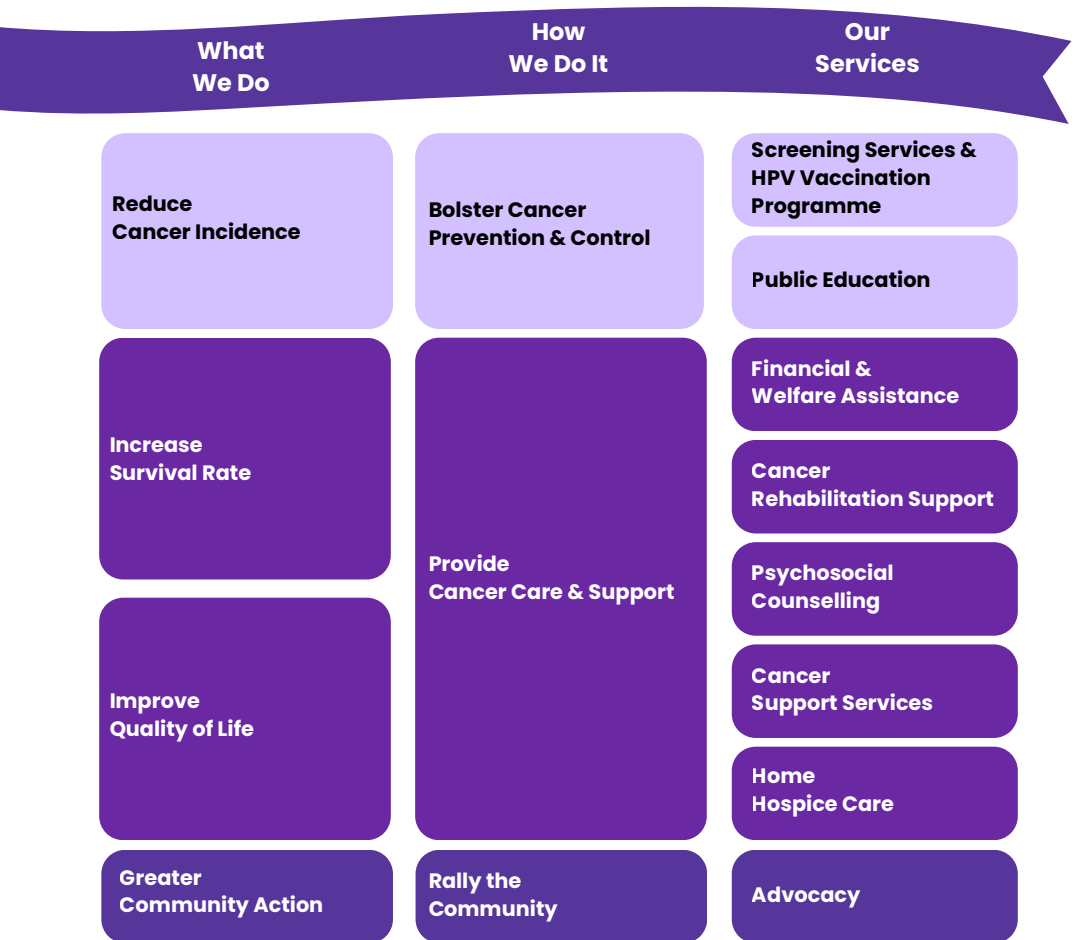 What
We Do
How
We Do It
Our
Services
Reduce
Cancer Incidence
Bolster Cancer
Prevention & Control
Screening Services &
HPV Vaccination
Programme
Public Education
Increase
Survival Rate
Improve
Quality of Life
Provide
Cancer Care & Support
Financial &
Welfare Assistance
Cancer
Rehabilitation Support
Psychosocial
Counselling
Cancer
Support Services
Home
Hospice Care
Greater
Community Action
Rally the
Community
Advocacy